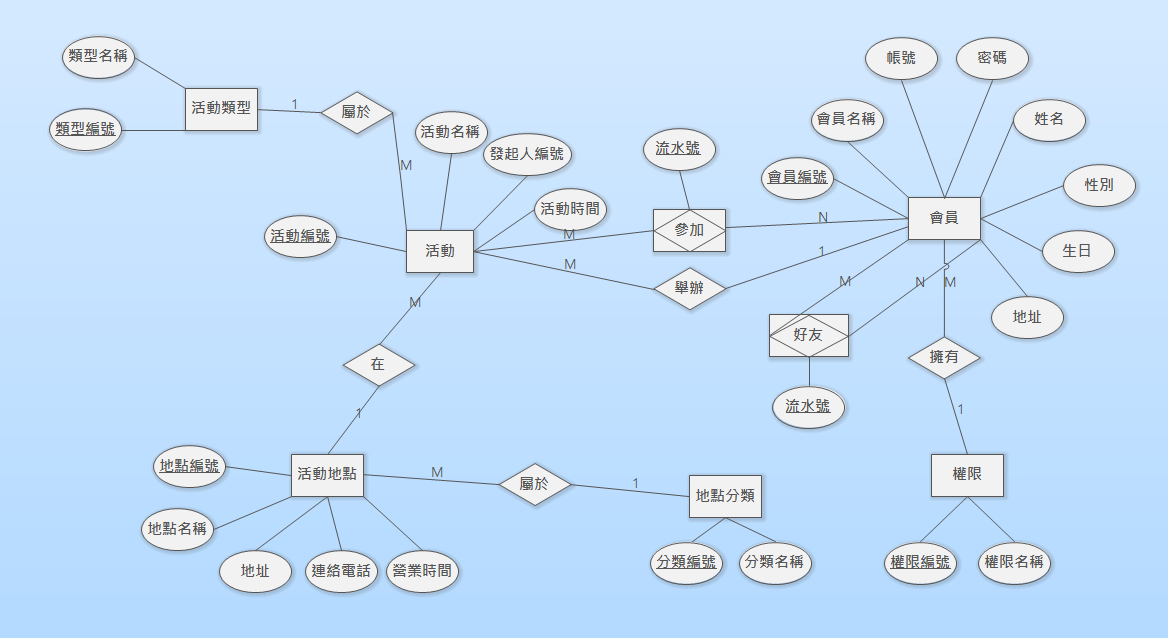 帳號
密碼
類型名稱
活動類型
1
屬於
類型編號
活動名稱
會員名稱
姓名
發起人編號
流水號
M
會員編號
性別
活動時間
N
會員
參加
活動編號
M
活動
1
生日
M
舉辦
M
N
M
M
地址
好友
擁有
在
流水號
1
1
地點編號
活動地點
M
屬於
1
地點分類
權限
地點名稱
地址
連絡電話
營業時間
分類編號
分類名稱
權限編號
權限名稱